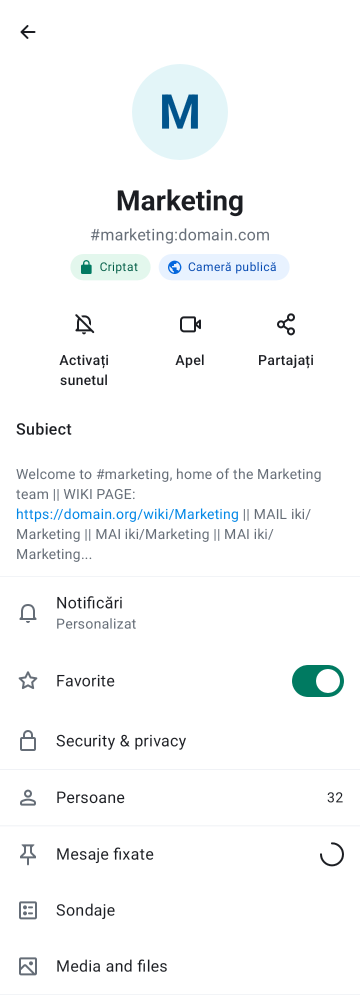 M
Marketing
#marketing:domain.com
Criptat
Cameră publică
Activați
sunetul
Apel
Partajați
Subiect
Welcome to #marketing, home of the Marketing
team || WIKI PAGE:
https://domain.org/wiki/Marketing || MAIL iki/
Marketing || MAI iki/Marketing || MAI iki/
Marketing...
Notificări
Personalizat
Favorite
Security & privacy
Persoane
32
Mesaje fixate
Sondaje
Media and files